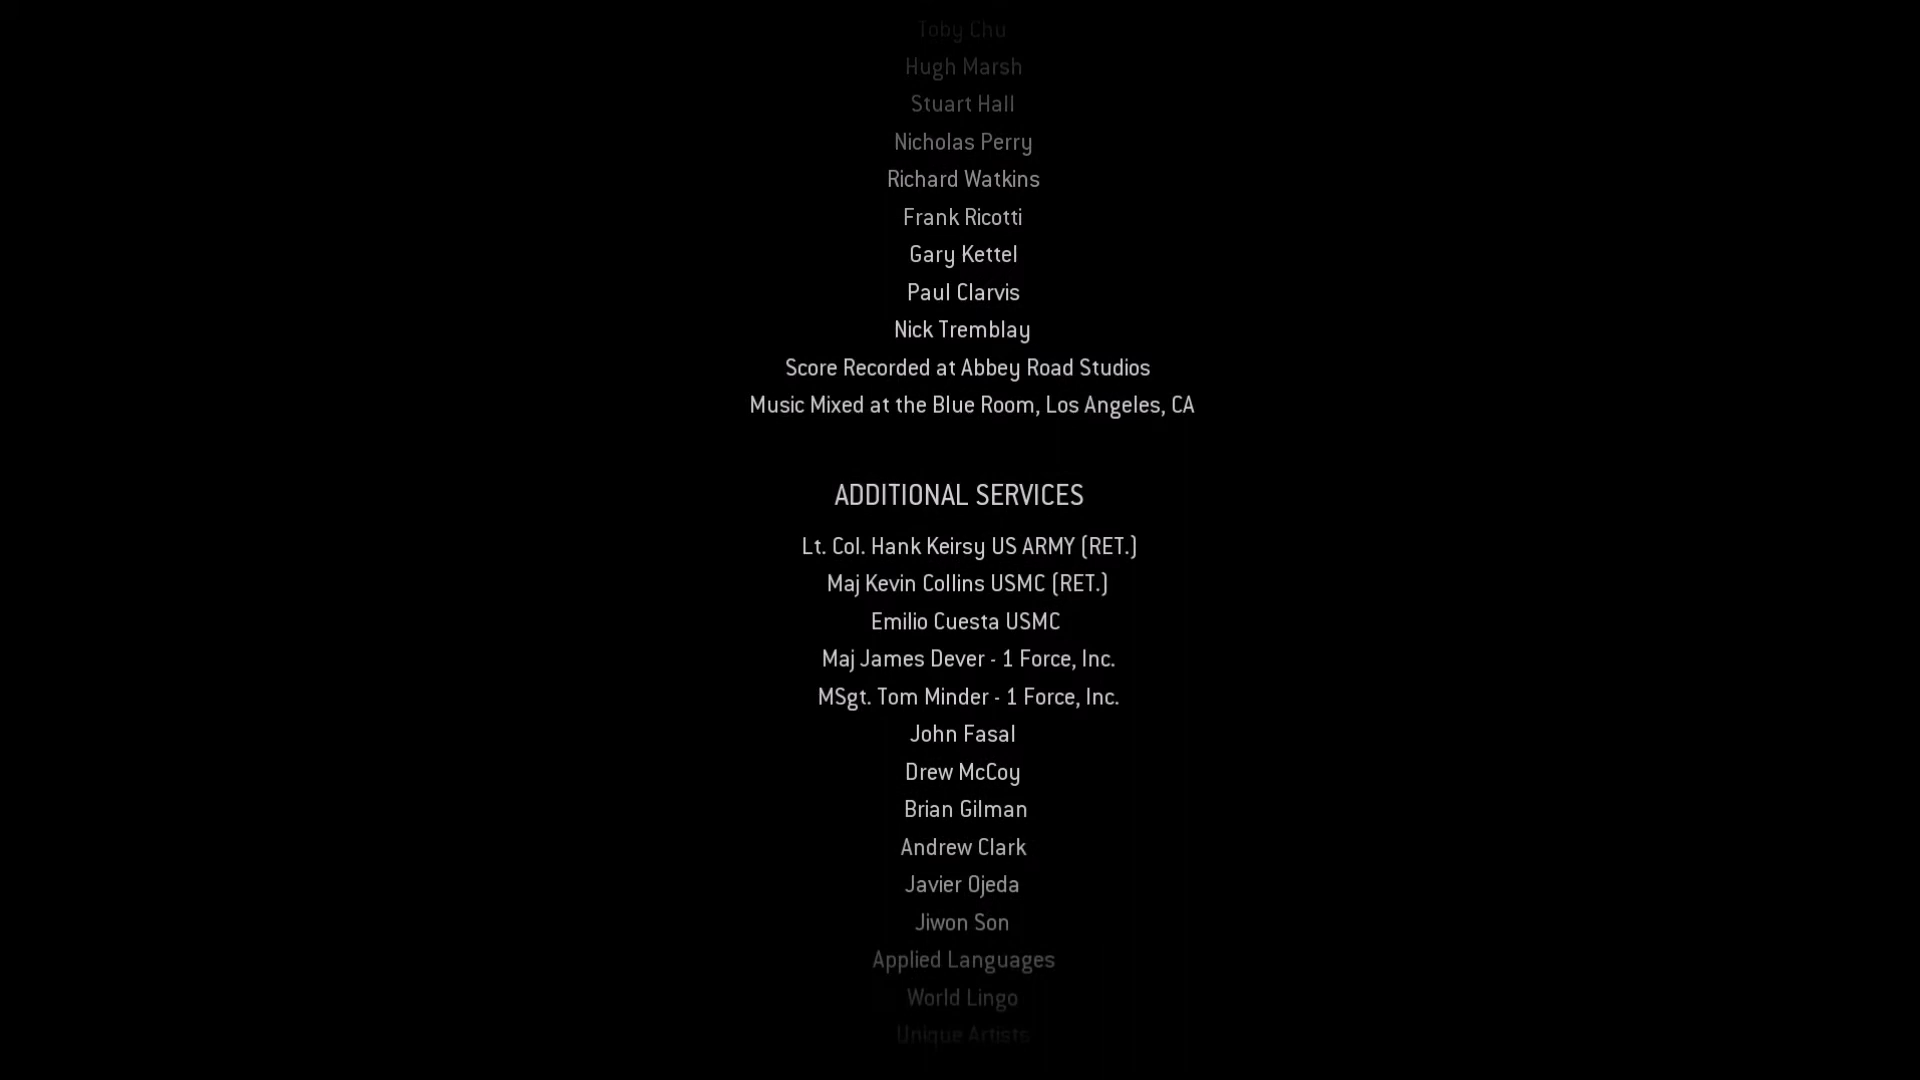 Toby Chu
Hugh Marsh
Stuart Hall
Nicholas Perry
Richard Watkins
Frank Ricotti
Gary Kettel
Paul Clarvis
Nick Tremblay
Score Recorded at Abbey Road Studios
Music Mixed at the Blue Room, Los Angeles, CA
ADDITIONAL SERVICES
Lt. Col. Hank Keirsy US ARMY (RET.)
Maj Kevin Collins USMC (RET.)
Emilio Cuesta USMC
Maj James Dever - 1 Force, Inc.
MSgt. Tom Minder - 1 Force, Inc.
John Fasal
Drew McCoy
Brian Gilman
Andrew Clark
Javier Ojeda
Jiwon Son
Applied Languages
World Lingo
Unique Artists